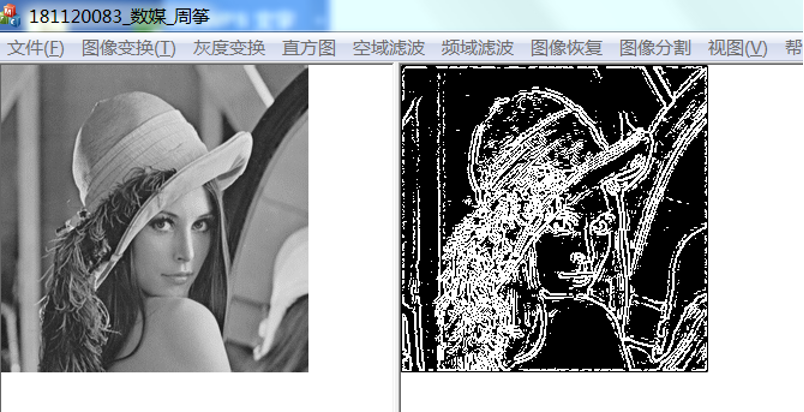 181120083_数媒_周筝
文件(F) 图像变换(T) 灰度变换 直方图 空域滤波 频域滤波 图像恢复 图像分割 视图(V) 帮